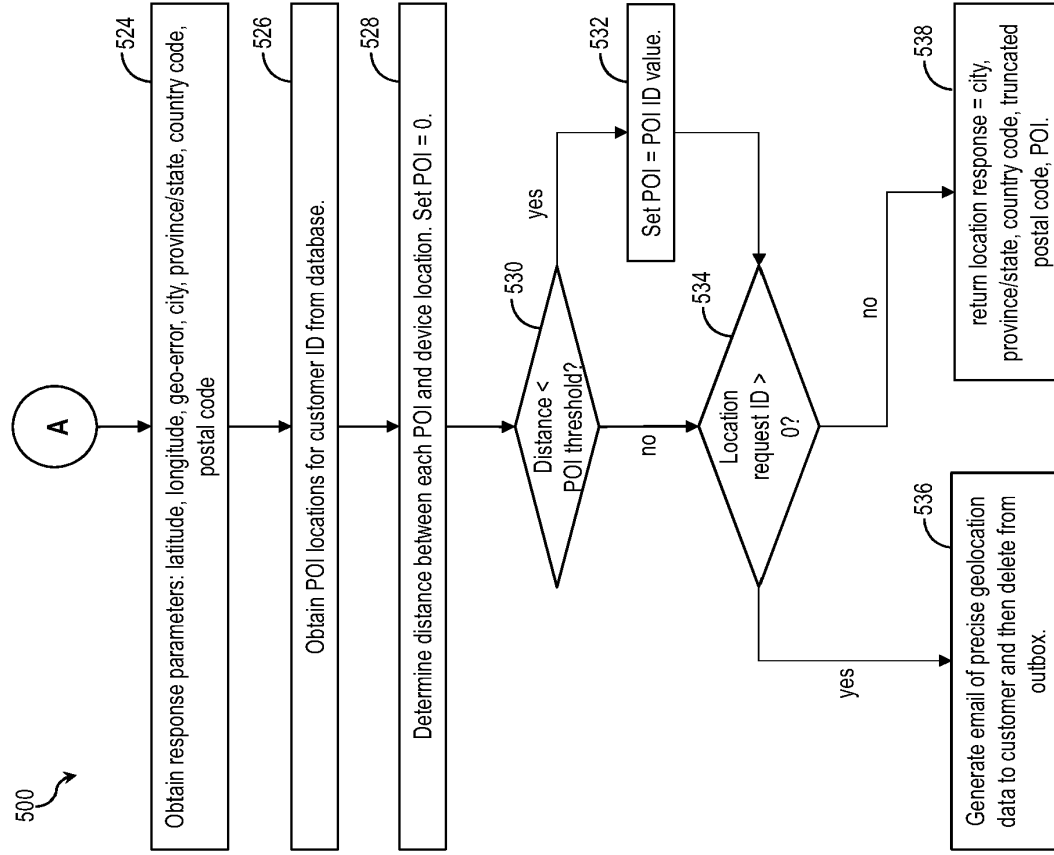 500
A
524
Obtain response parameters: latitude, longitude, geo-error, city, province/state, country code,
postal code
526
Obtain POI locations for customer ID from database.
528
Determine distance between each POI and device location. Set POI = 0.
530
Distance <
POI threshold?
yes
no
532
Set POI = POI ID value.
534
Location
request ID >
0?
yes
no
536
Generate email of precise geolocation
data to customer and then delete from
outbox.
538
return location response = city,
province/state, country code, truncated
postal code, POI.